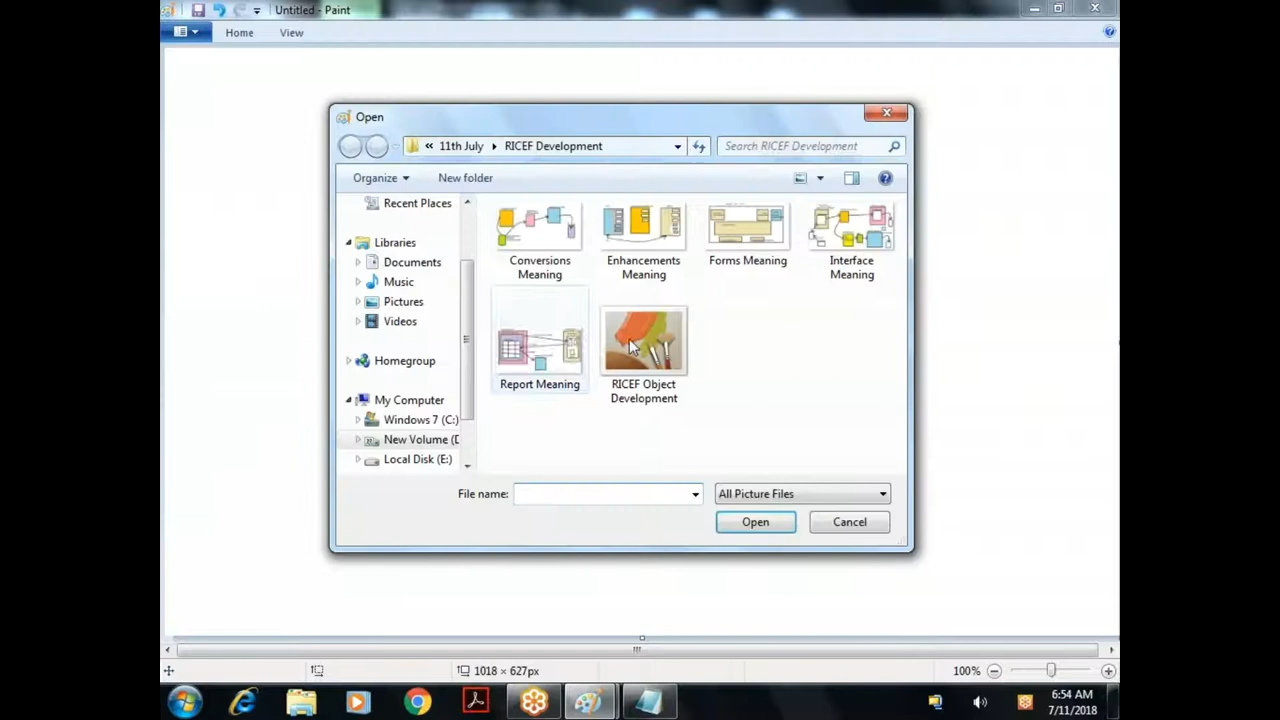 Untitled - Paint
Home
View
Open
« 11th July RICEF Development
Search RICEF Development
Organize
New folder
Recent Places
Libraries
Documents
Music
Pictures
Videos
Homegroup
My Computer
Windows 7 (C:)
New Volume (D
Local Disk (E:)
Conversions
Meaning
Enhancements
Meaning
Forms Meaning
Interface
Meaning
Report Meaning
RICEF Object
Development
File name:
All Picture Files
Open
Cancel
1018 × 627px
100%
6:54 AM
7/11/2018